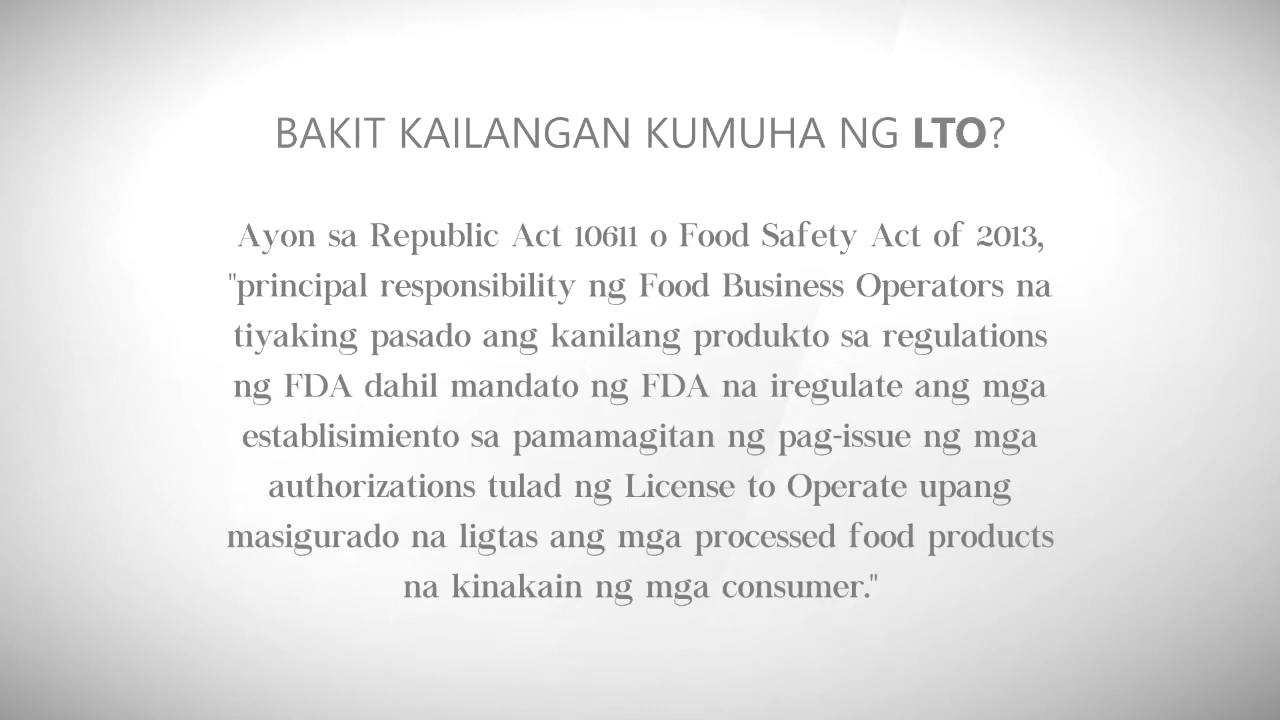 BAKIT KAILANGAN KUMUHA NG LTO?
Ayon sa Republic Act 10611 o Food Safety Act of 2013,
"principal responsibility ng Food Business Operators na
tiyaking pasado ang kanilang produkto sa regulations
ng FDA dahil mandato ng FDA na iregulate ang mga
establisimiento sa pamamagitan ng pag-issue ng mga
authorizations tulad ng License to Operate upang
masigurado na ligtas ang mga processed food products
na kinakain ng mga consumer."